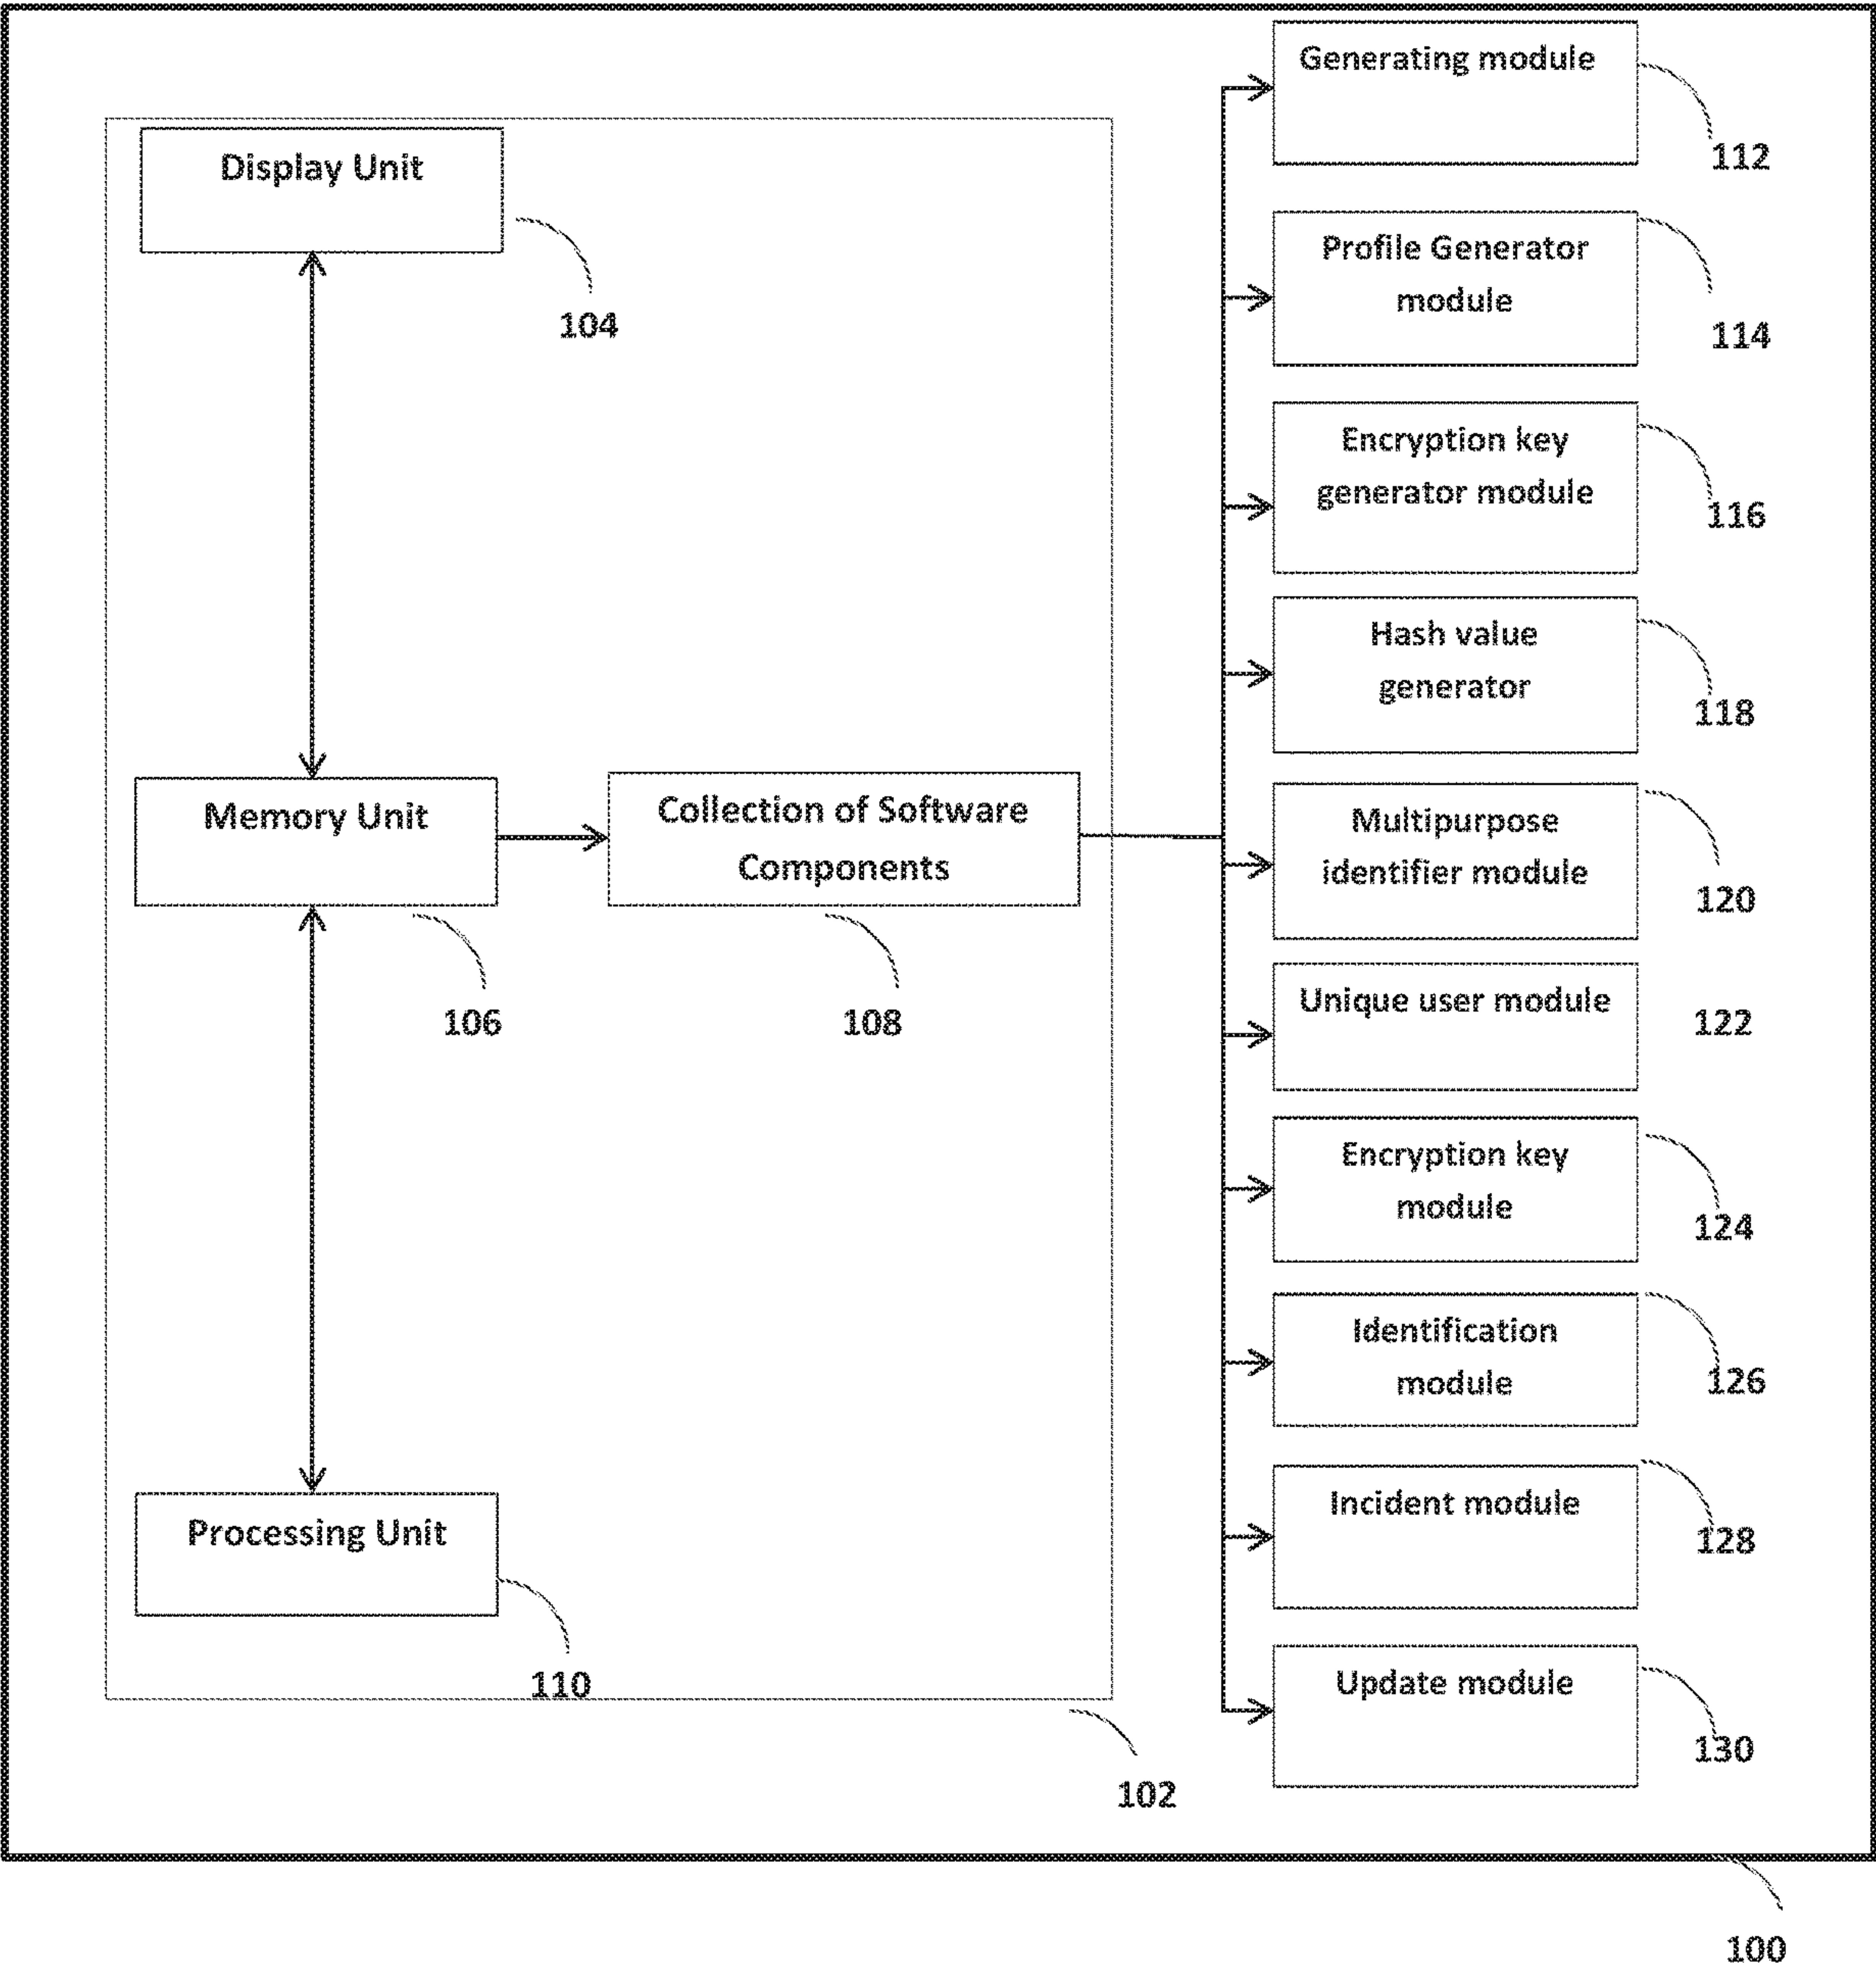 Display Unit
104
Memory Unit
106
Collection of Software
Components
108
Processing Unit
110
102
Generating module
112
Profile Generator
module
114
Encryption key
generator module
116
Hash value
generator
118
Multipurpose
identifier module
120
Unique user module
122
Encryption key
module
124
Identification
module
126
Incident module
128
Update module
130
100